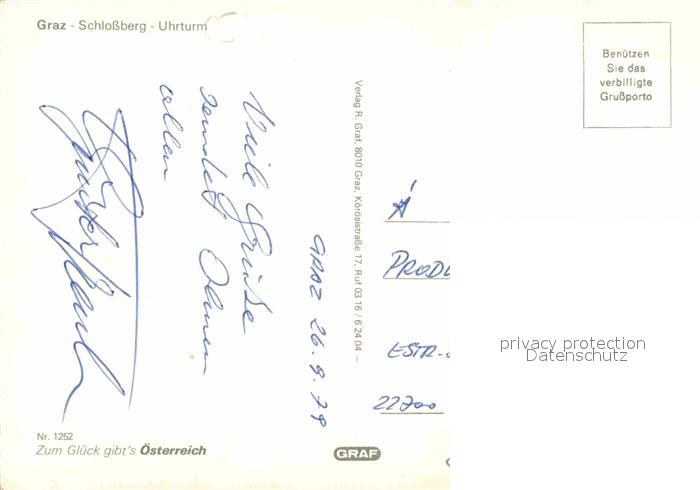 Graz - Schloßberg - Uhrturm
Benützen
Sie das
verbilligte
Grußporto
GRAZ 26.9.79
Viele Grüße
sendet Ihnen
allen
Verlag R. Graf, 8010 Graz, Körösistraße 17, Ruf 03 16 / 6 24 04 —
Á
PROD
ESTR.
22700
privacy protection
Datenschutz
Nr. 1252
Zum Glück gibt's Österreich
GRAF